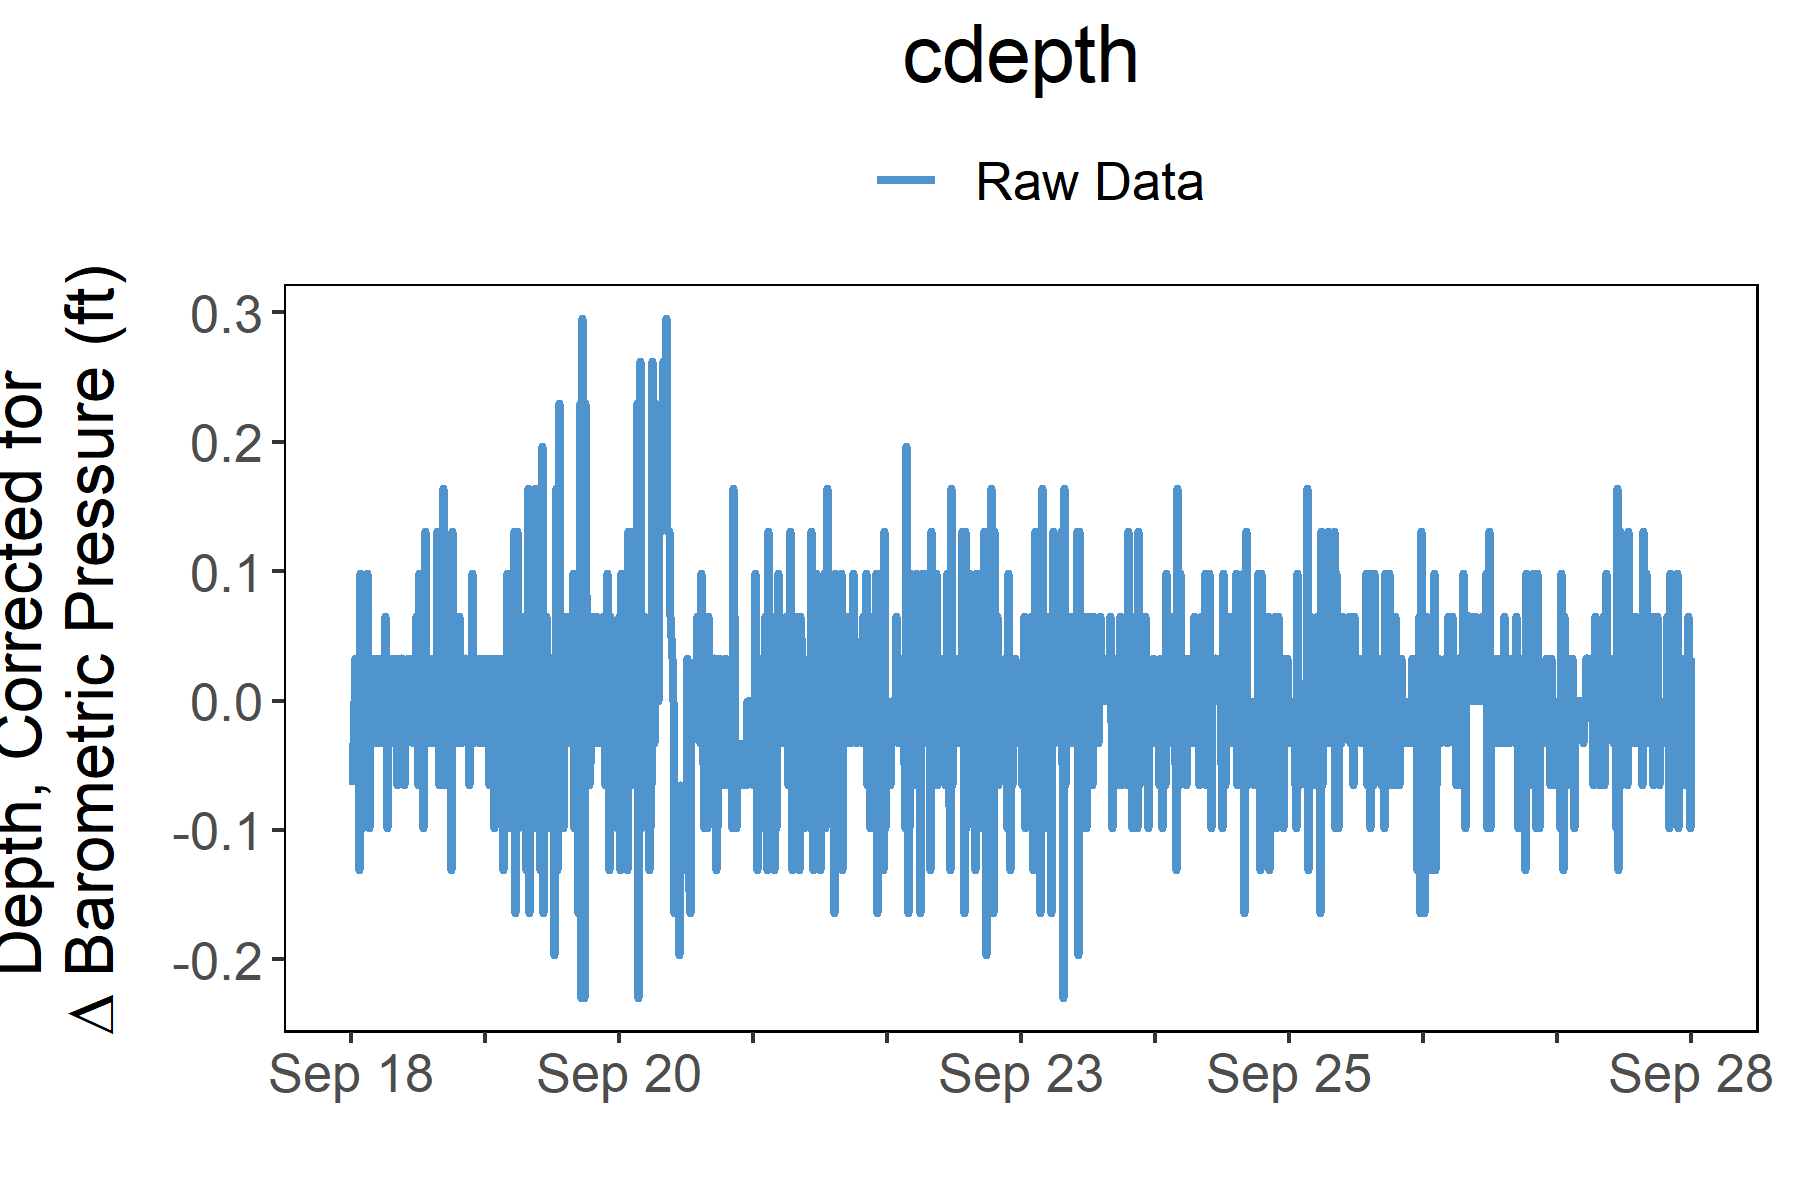 cdepth
Raw Data
Depth, Corrected for
Δ Barometric Pressure (ft)
0.3
0.2
0.1
0.0
-0.1
-0.2
Sep 18 Sep 20 Sep 23 Sep 25 Sep 28